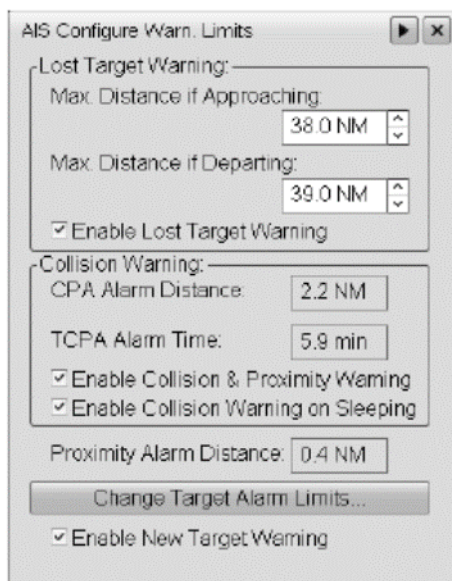 AIS Configure Warn. Limits
Lost Target Warning:
Max. Distance if Approaching:
38.0 NM
Max. Distance if Departing:
39.0 NM
Enable Lost Target Warning
Collision Warning:
CPA Alarm Distance: 2.2 NM
TCPA Alarm Time: 5.9 min
Enable Collision & Proximity Warning
Enable Collision Warning on Sleeping
Proximity Alarm Distance: 0.4 NM
Change Target Alarm Limits...
Enable New Target Warning